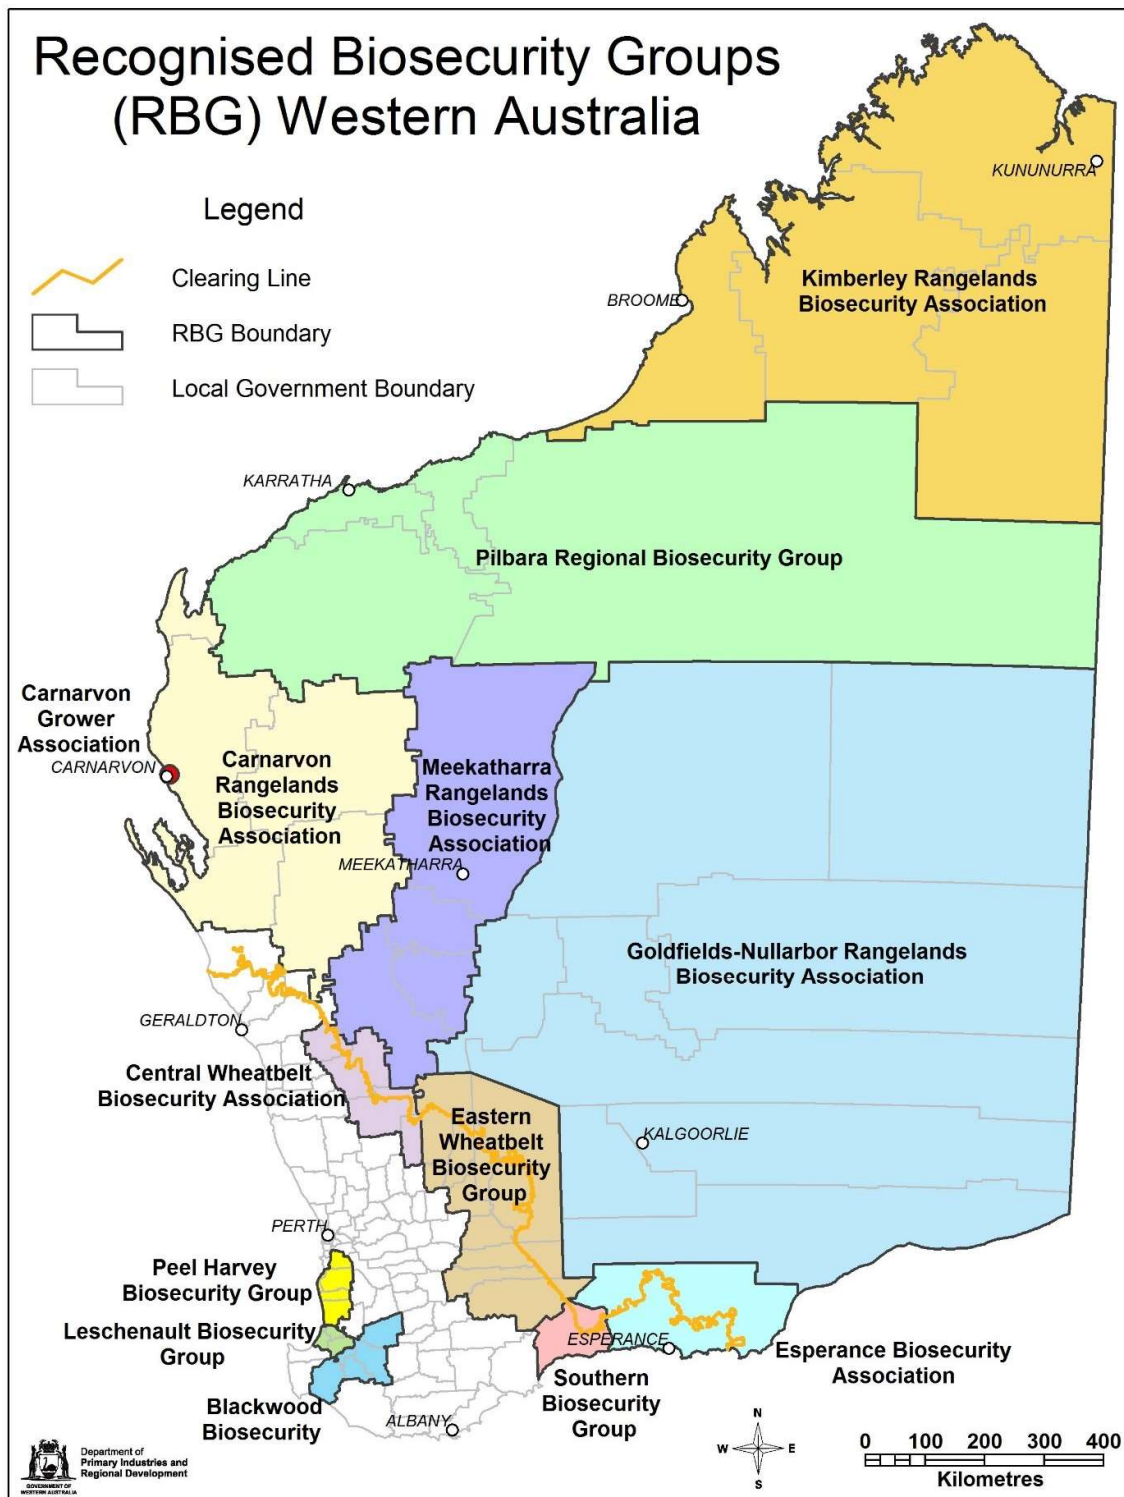 Recognised Biosecurity Groups
(RBG) Western Australia
Legend
Clearing Line
RBG Boundary
Local Government Boundary
KUNUNURRA
Kimberley Rangelands
Biosecurity Association
BROOME
KARRATHA
Pilbara Regional Biosecurity Group
Carnarvon
Grower
Association
CARNARVON
Carnarvon
Rangelands
Biosecurity
Association
Meekatharra
Rangelands
Biosecurity
Association
MEEKATHARRA
Goldfields-Nullarbor Rangelands
Biosecurity Association
GERALDTON
Central Wheatbelt
Biosecurity Association
Eastern
Wheatbelt
Biosecurity
Group
KALGOORLIE
PERTH
Peel Harvey
Biosecurity Group
Leschenault Biosecurity
Group
Blackwood
Biosecurity
ALBANY
ESPERANCE
Southern
Biosecurity
Group
Esperance Biosecurity
Association
N
W E
S
0 100 200 300 400
Kilometres
Department of
Primary Industries and
Regional Development
GOVERNMENT OF
WESTERN AUSTRALIA